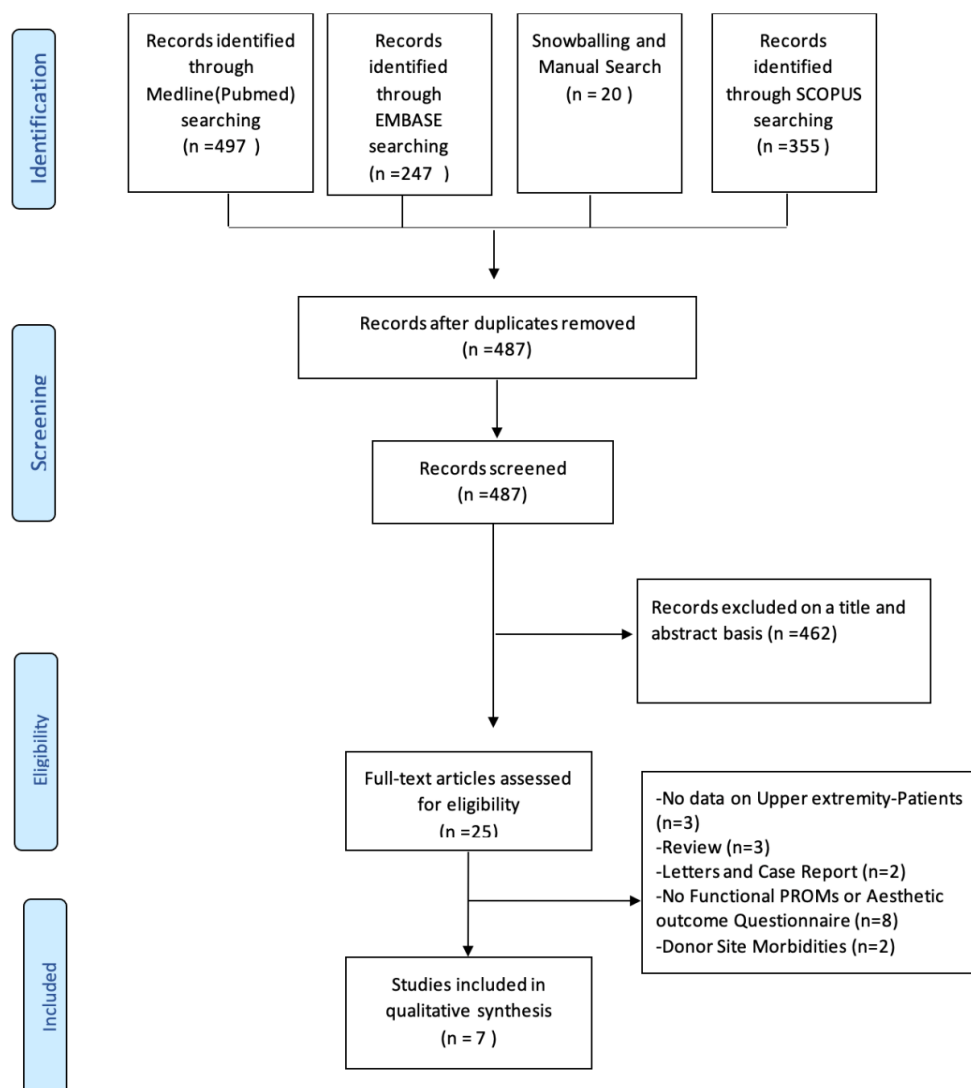 Identification
Records identified
through
Medline(Pubmed)
searching
(n =497  )
Records
identified
through
EMBASE
searching
(n =247  )
Snowballing and
Manual Search
(n = 20  )
Records
identified
through SCOPUS
searching
(n =355 )
Screening
Records after duplicates removed
(n =487)
Records screened
(n =487)
Records excluded on a title and
abstract basis (n =462)
Eligibility
Full-text articles assessed
for eligibility
(n =25)
-No data on Upper extremity-Patients
(n=3)
-Review (n=3)
-Letters and Case Report (n=2)
-No Functional PROMs or Aesthetic
outcome Questionnaire (n=8)
-Donor Site Morbidities (n=2)
Included
Studies included in
qualitative synthesis
(n = 7  )